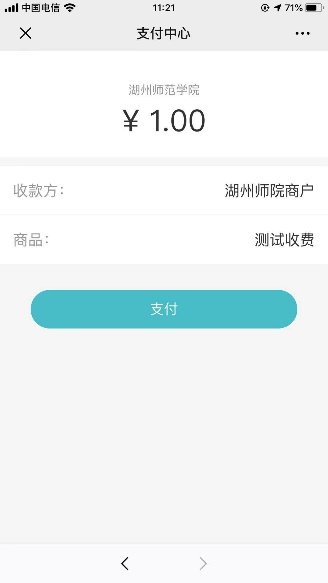 中国电信 11:21 71%
支付中心
湖州师范学院
¥ 1.00
收款方： 湖州师院商户
商品： 测试收费
支付